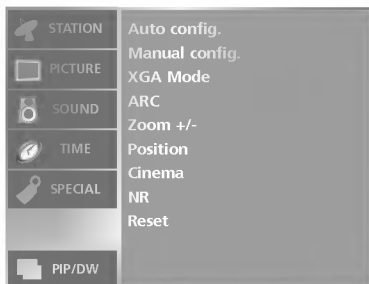 STATION
PICTURE
SOUND
TIME
SPECIAL
PIP/DW
Auto config.
Manual config.
XGA Mode
ARC
Zoom +/-
Position
Cinema
NR
Reset